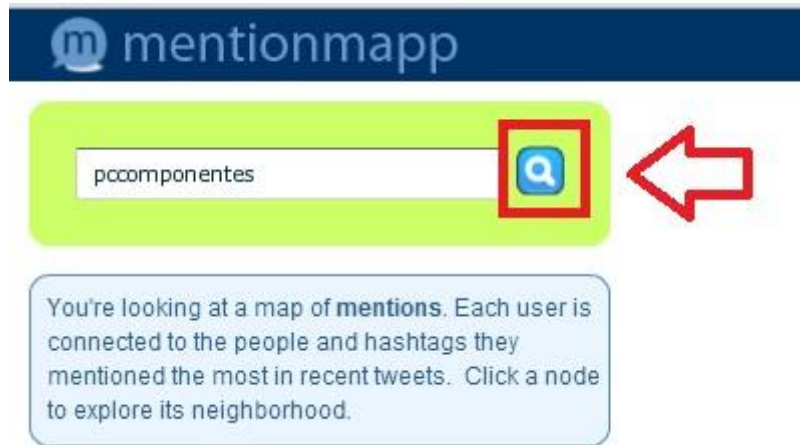 m mentionmapp
pccomponentes
You're looking at a map of mentions. Each user is
connected to the people and hashtags they
mentioned the most in recent tweets. Click a node
to explore its neighborhood.